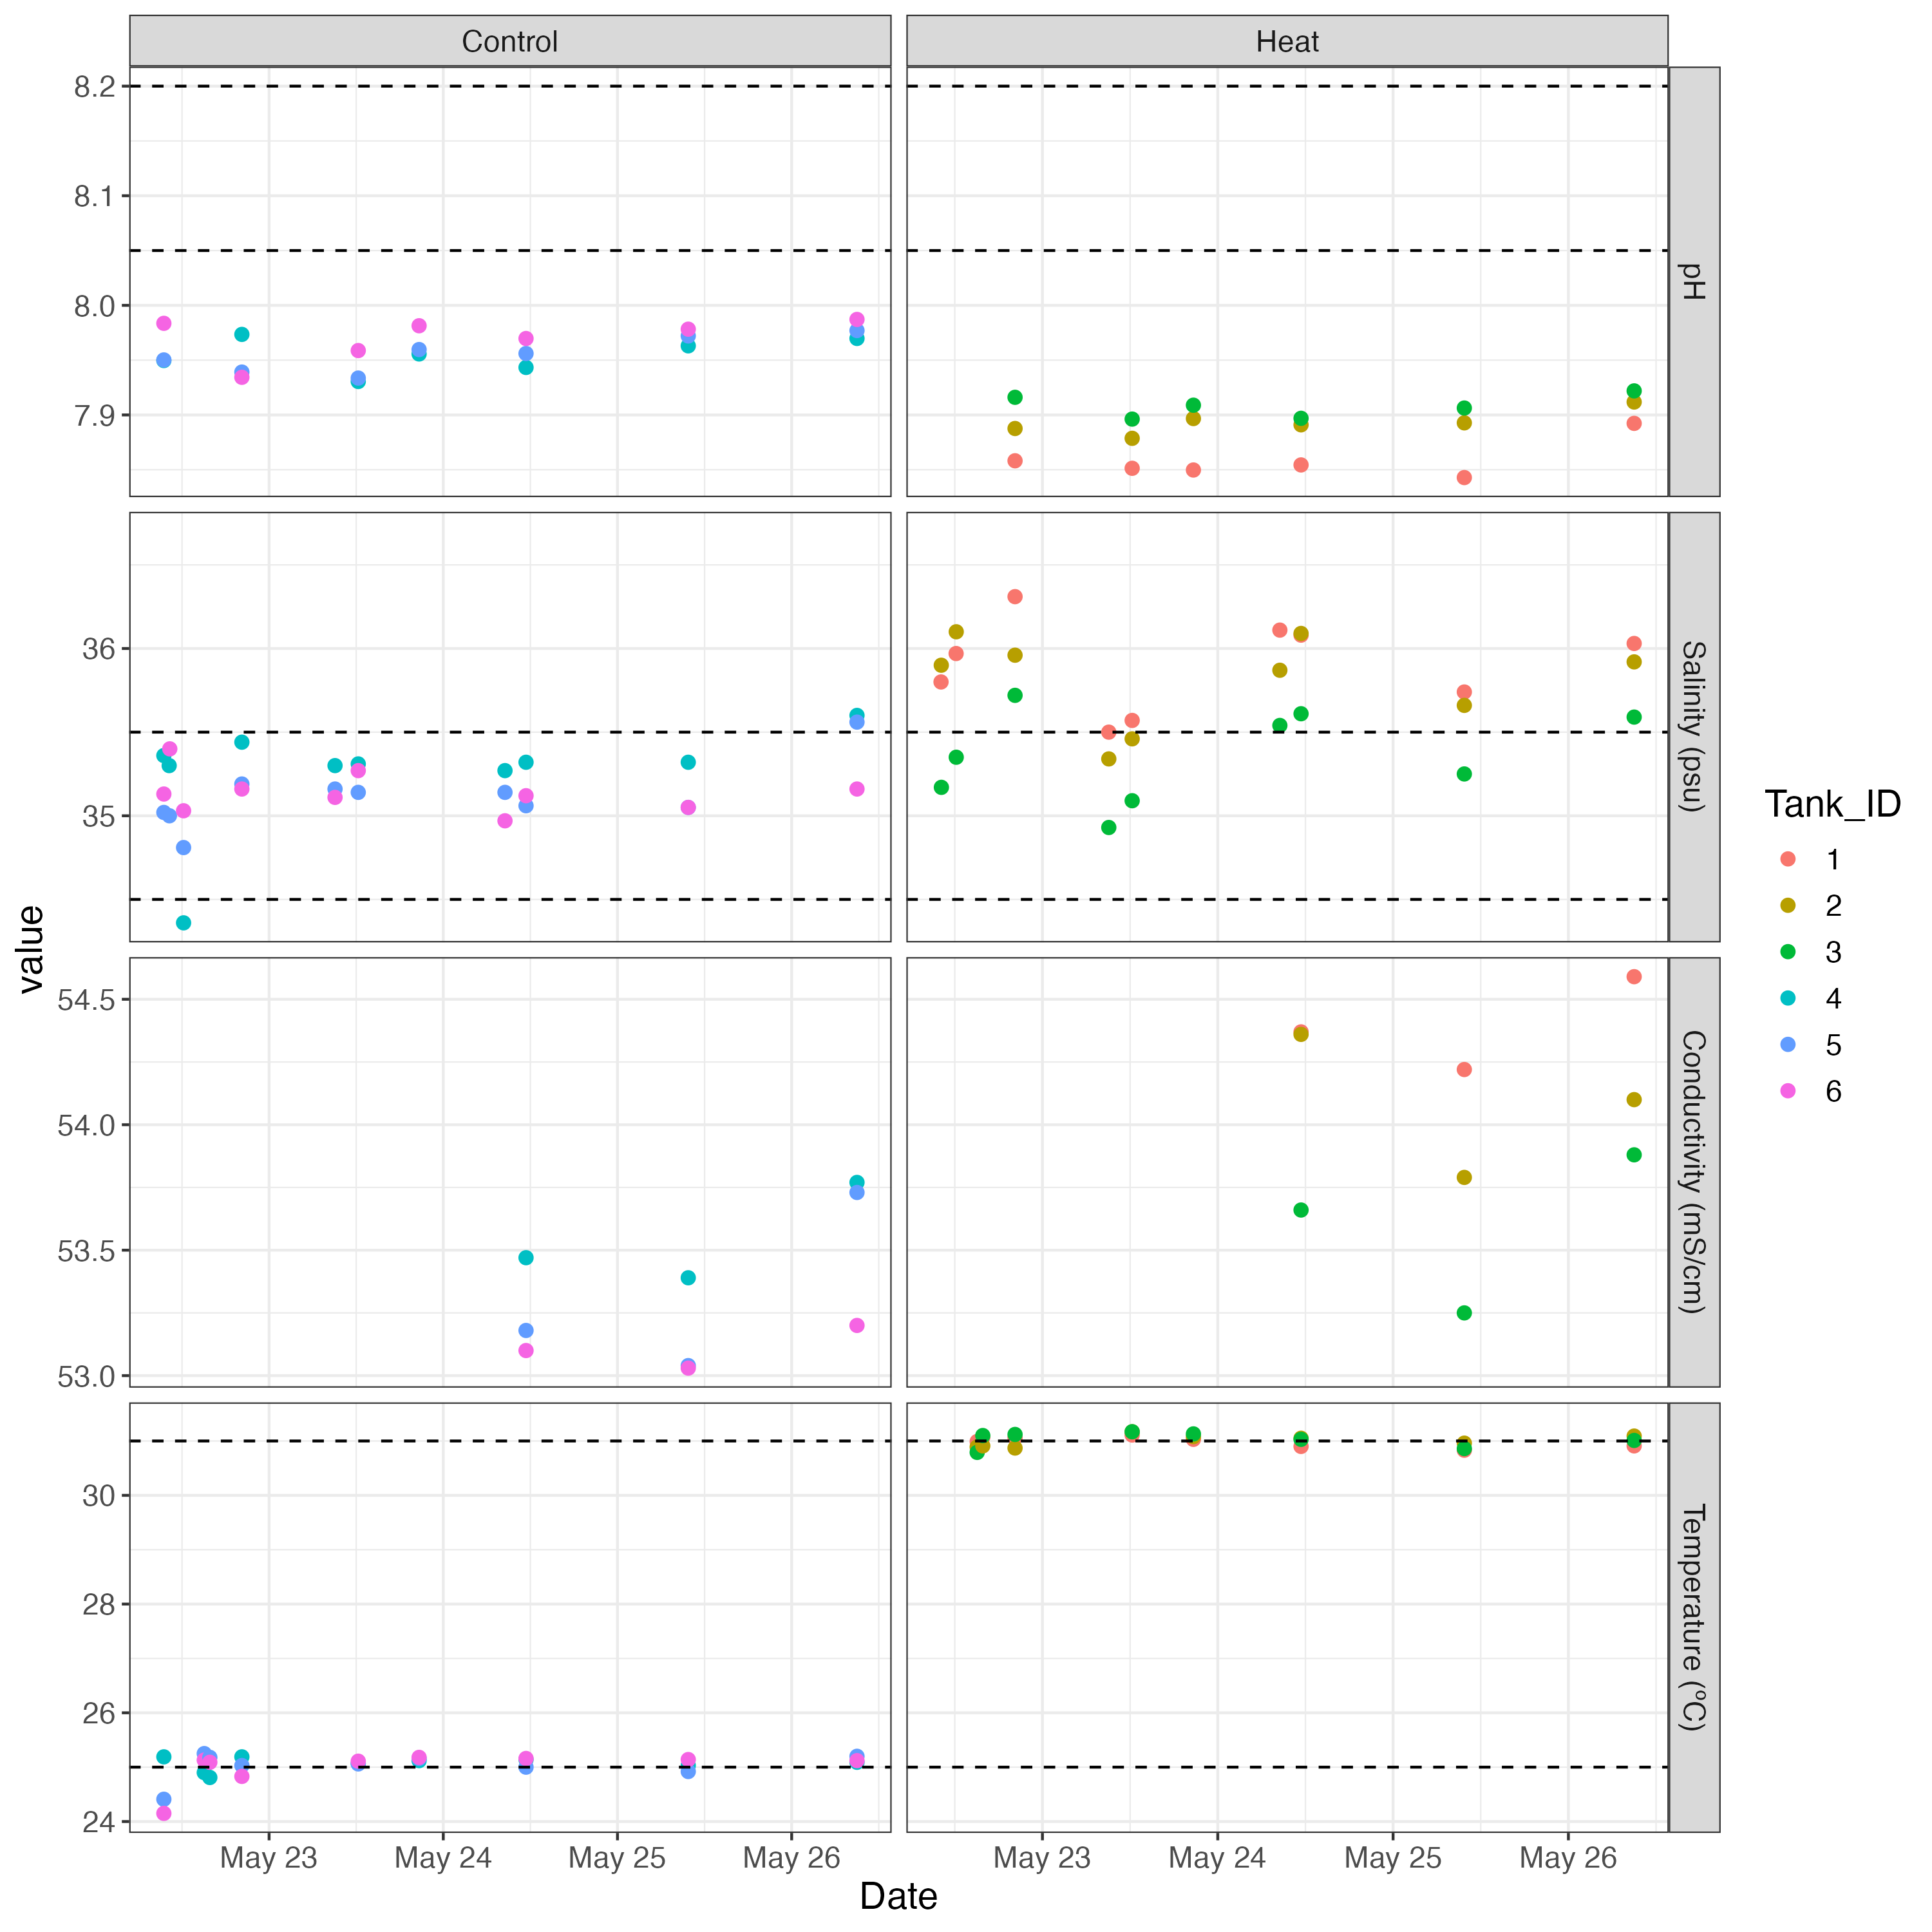 Control
Heat
8.2
8.1
8.0
7.9
pH
36
35
Salinity (psu)
54.5
54.0
53.5
53.0
Conductivity (mS/cm)
30
28
26
24
Temperature (ºC)
value
May 23
May 24
May 25
May 26
May 23
May 24
May 25
May 26
Date
Tank_ID
1
2
3
4
5
6